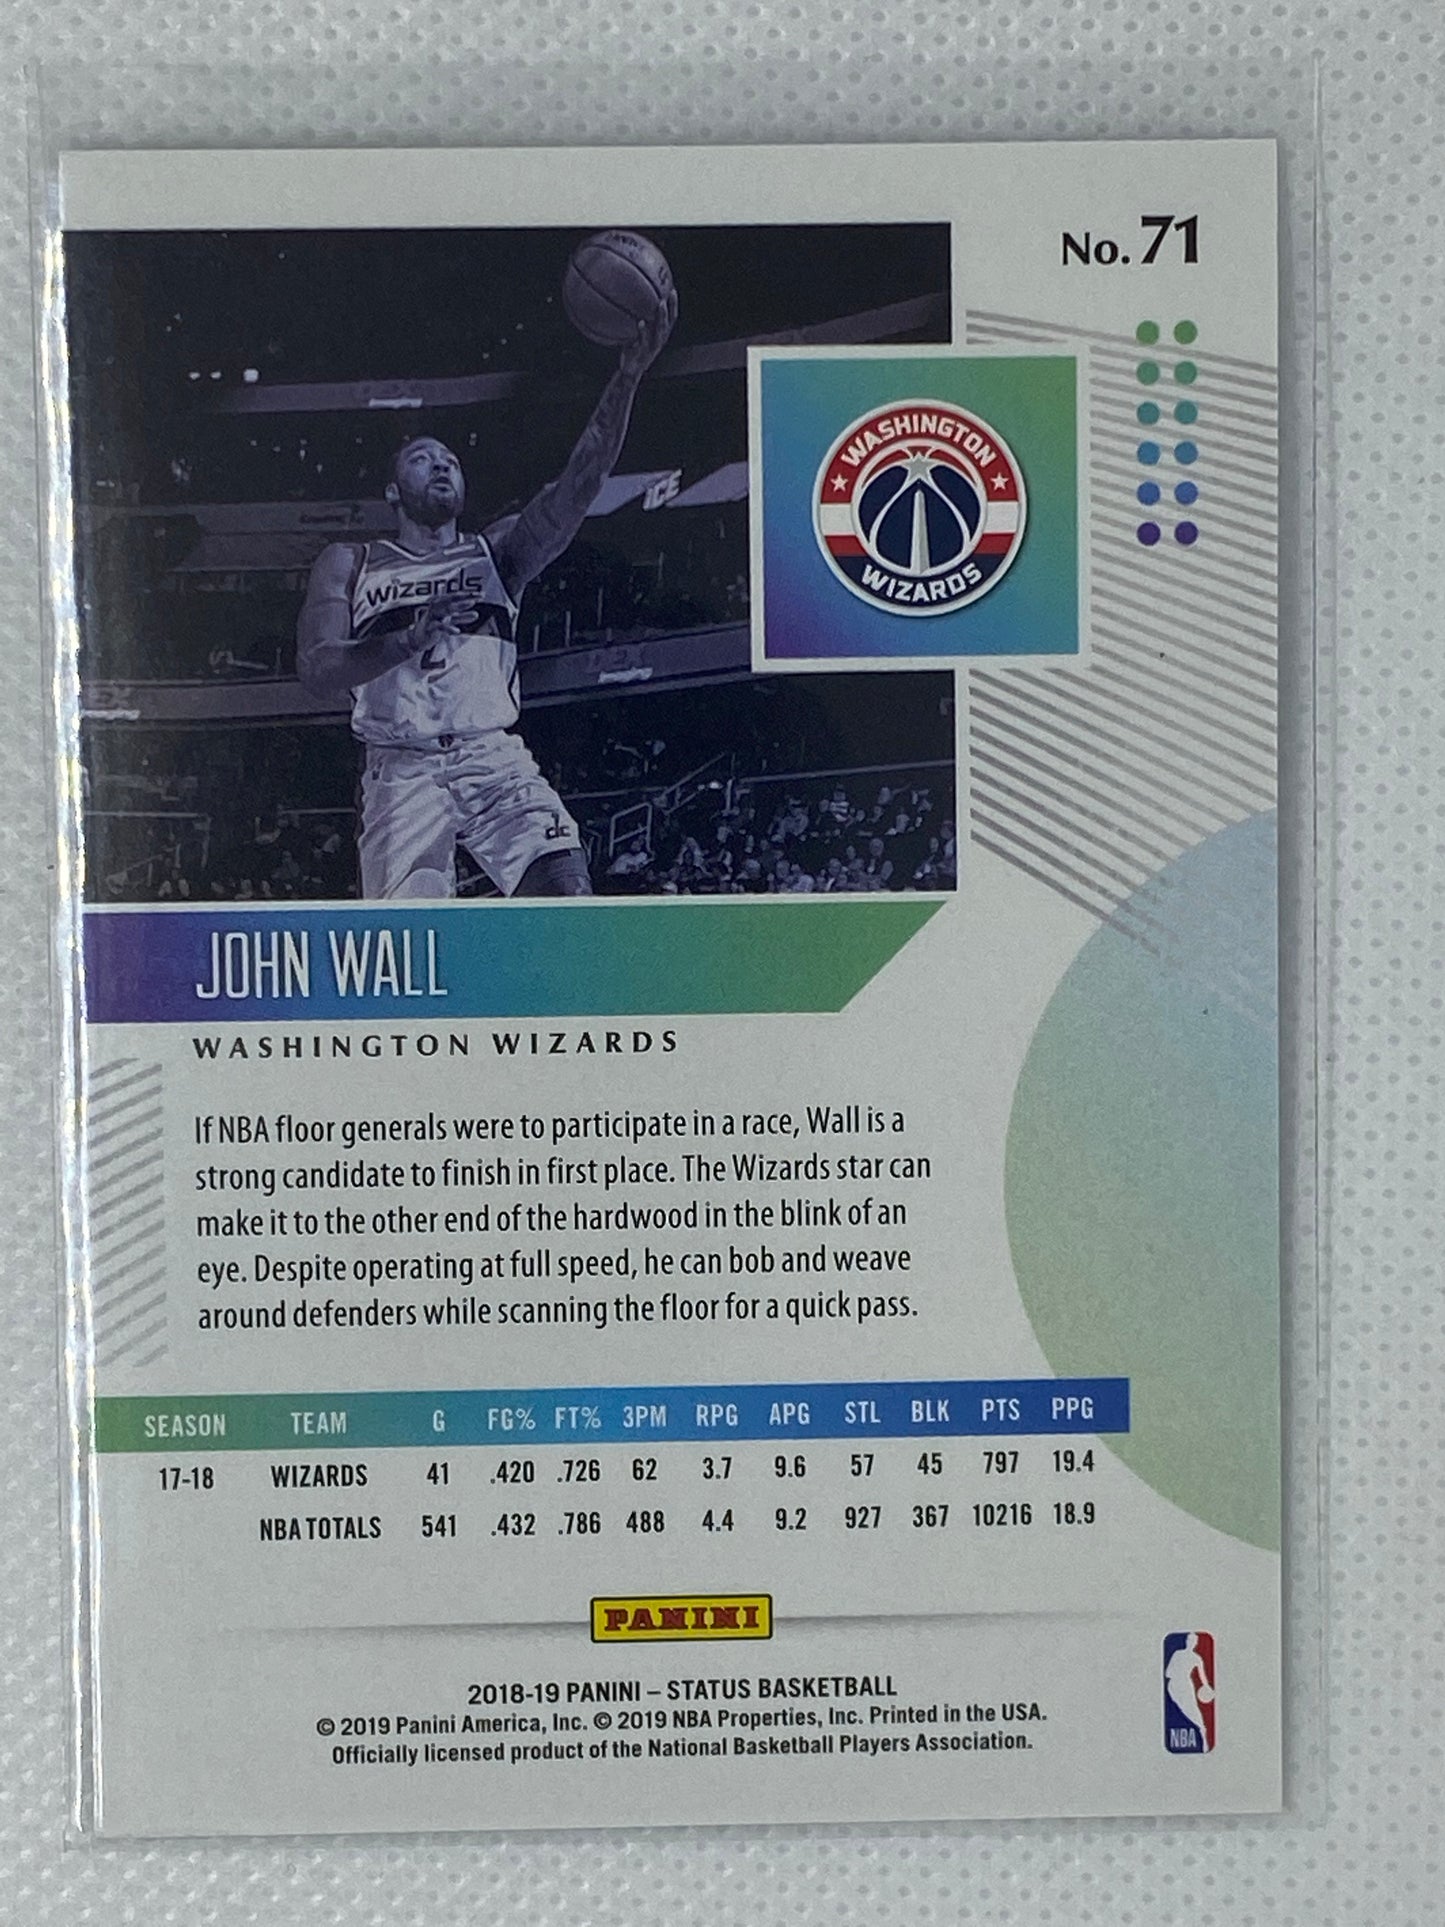 No. 71
WASHINGTON
WIZARDS
ICE
wizards
dc
JOHN WALL
WASHINGTON WIZARDS
If NBA floor generals were to participate in a race, Wall is a
strong candidate to finish in first place. The Wizards star can
make it to the other end of the hardwood in the blink of an
eye. Despite operating at full speed, he can bob and weave
around defenders while scanning the floor for a quick pass.
SEASON TEAM G FG% FT% 3PM RPG APG STL BLK PTS PPG
17-18 WIZARDS 41 .420 .726 62 3.7 9.6 57 45 797 19.4
NBA TOTALS 541 .432 .786 488 4.4 9.2 927 367 10216 18.9
PANINI
2018-19 PANINI – STATUS BASKETBALL
© 2019 Panini America, Inc. © 2019 NBA Properties, Inc. Printed in the USA.
Officially licensed product of the National Basketball Players Association.
NBA